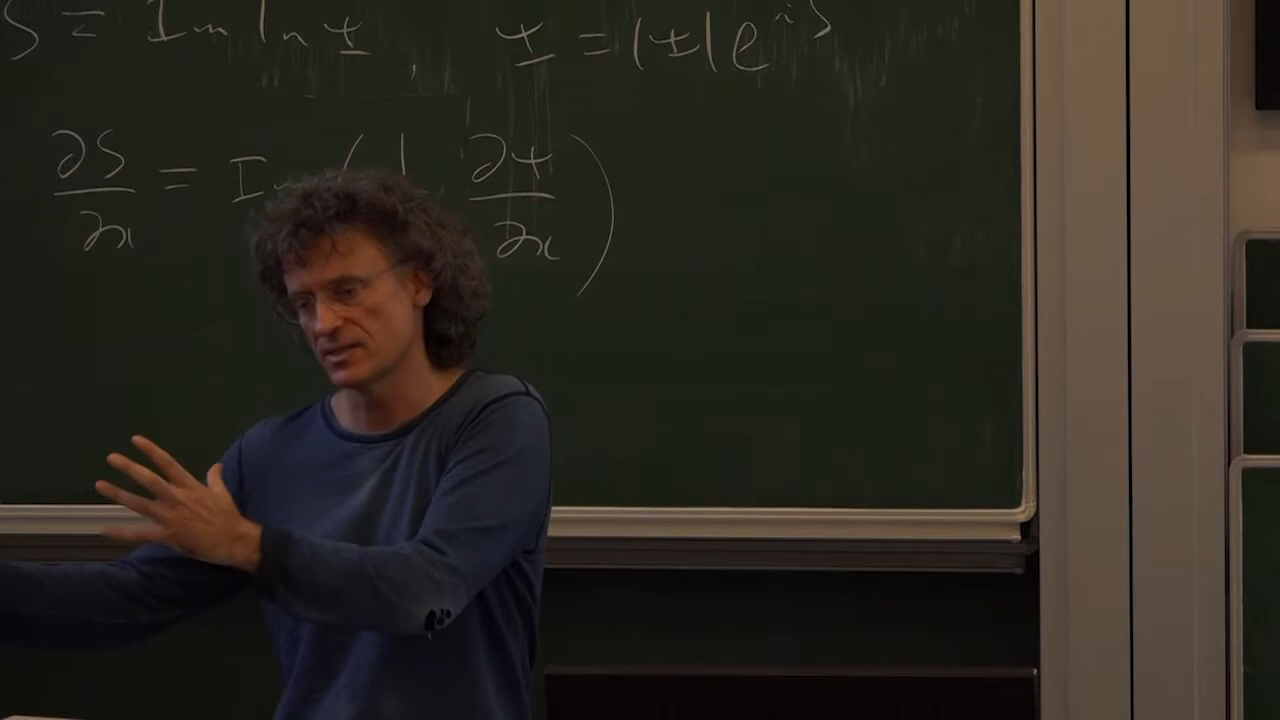 S = Im ln Ψ , Ψ = |Ψ| e^{iS}
∂S/∂x = Im ( 1 ∂Ψ/∂x )